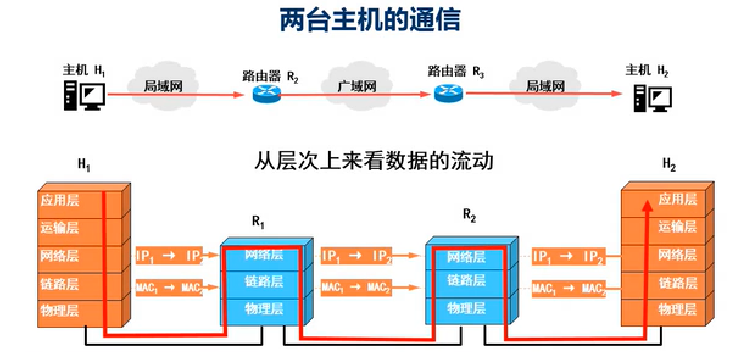 两台主机的通信
主机 H₁
局域网
路由器 R₂
广域网
路由器 R₃
局域网
主机 H₂
从层次上来看数据的流动
H₁
应用层
运输层
网络层
链路层
物理层
IP₁ → IP₂
MAC₁ → MAC₂
R₁
网络层
链路层
物理层
IP₁ → IP₂
MAC₁ → MAC₂
R₂
网络层
链路层
物理层
IP₁ → IP₂
MAC₁ → MAC₂
H₂
应用层
运输层
网络层
链路层
物理层